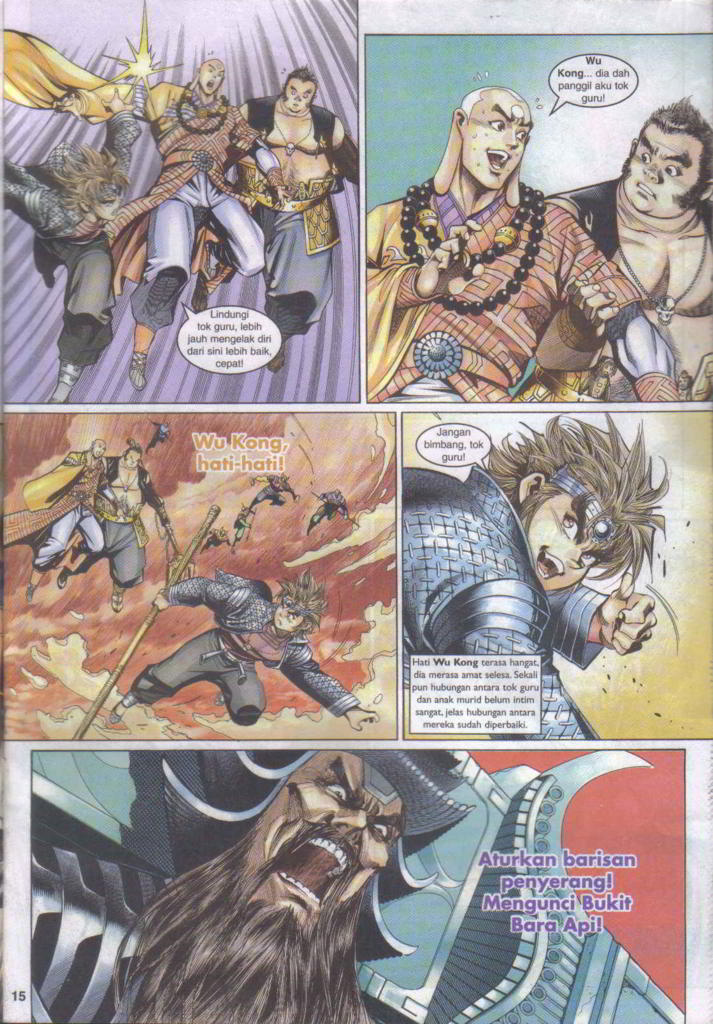 Lindungi
tok guru, lebih
jauh mengelak diri
dari sini lebih baik,
cepat!
Wu
Kong... dia dah
panggil aku tok
guru!
Wu Kong,
hati-hati!
Jangan
bimbang, tok
guru!
Hati Wu Kong terasa hangat,
dia merasa amat selesa. Sekali
pun hubungan antara tok guru
dan anak murid belum intim
sangat, jelas hubungan antara
mereka sudah diperbaiki.
Aturkan barisan
penyerang!
Mengunci Bukit
Bara Api!
15